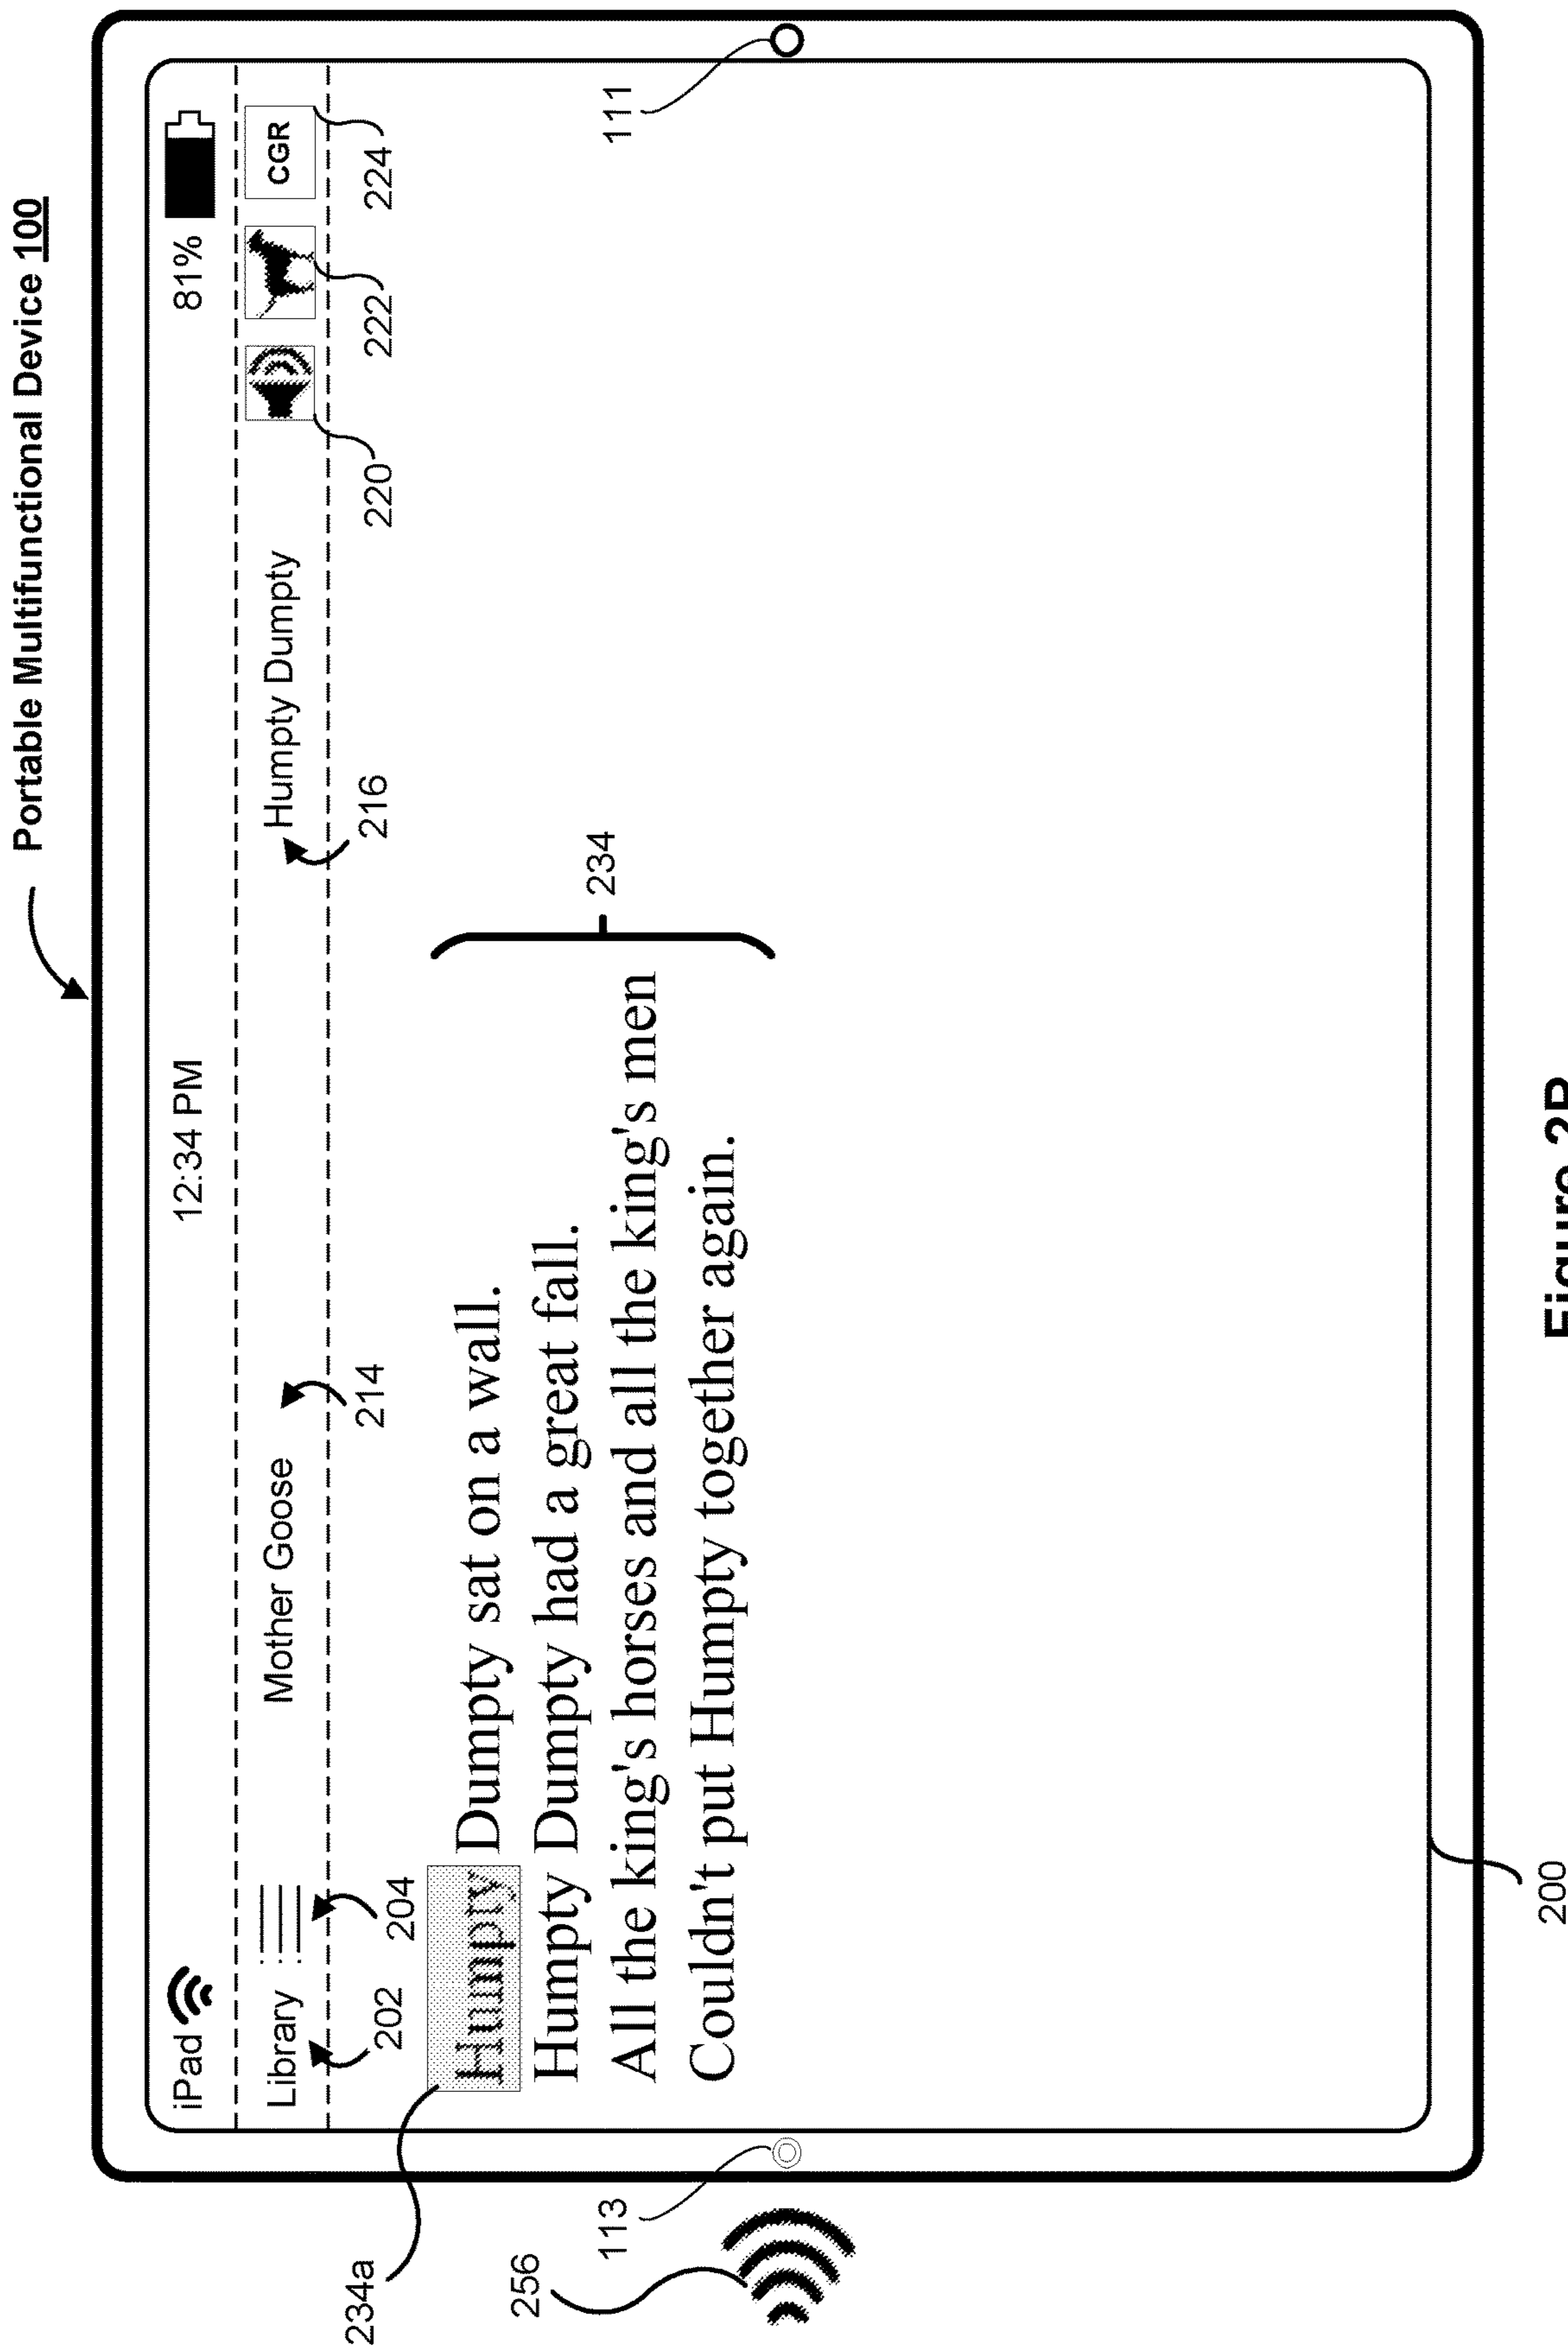 Portable Multifunctional Device 100
iPad 12:34 PM 81%
Library Mother Goose Humpty Dumpty CGR
202 204 214 216 220 222 224
234a
Humpty Dumpty sat on a wall.
Humpty Dumpty had a great fall.
All the king's horses and all the king's men
Couldn't put Humpty together again.
234
256
113
111
200